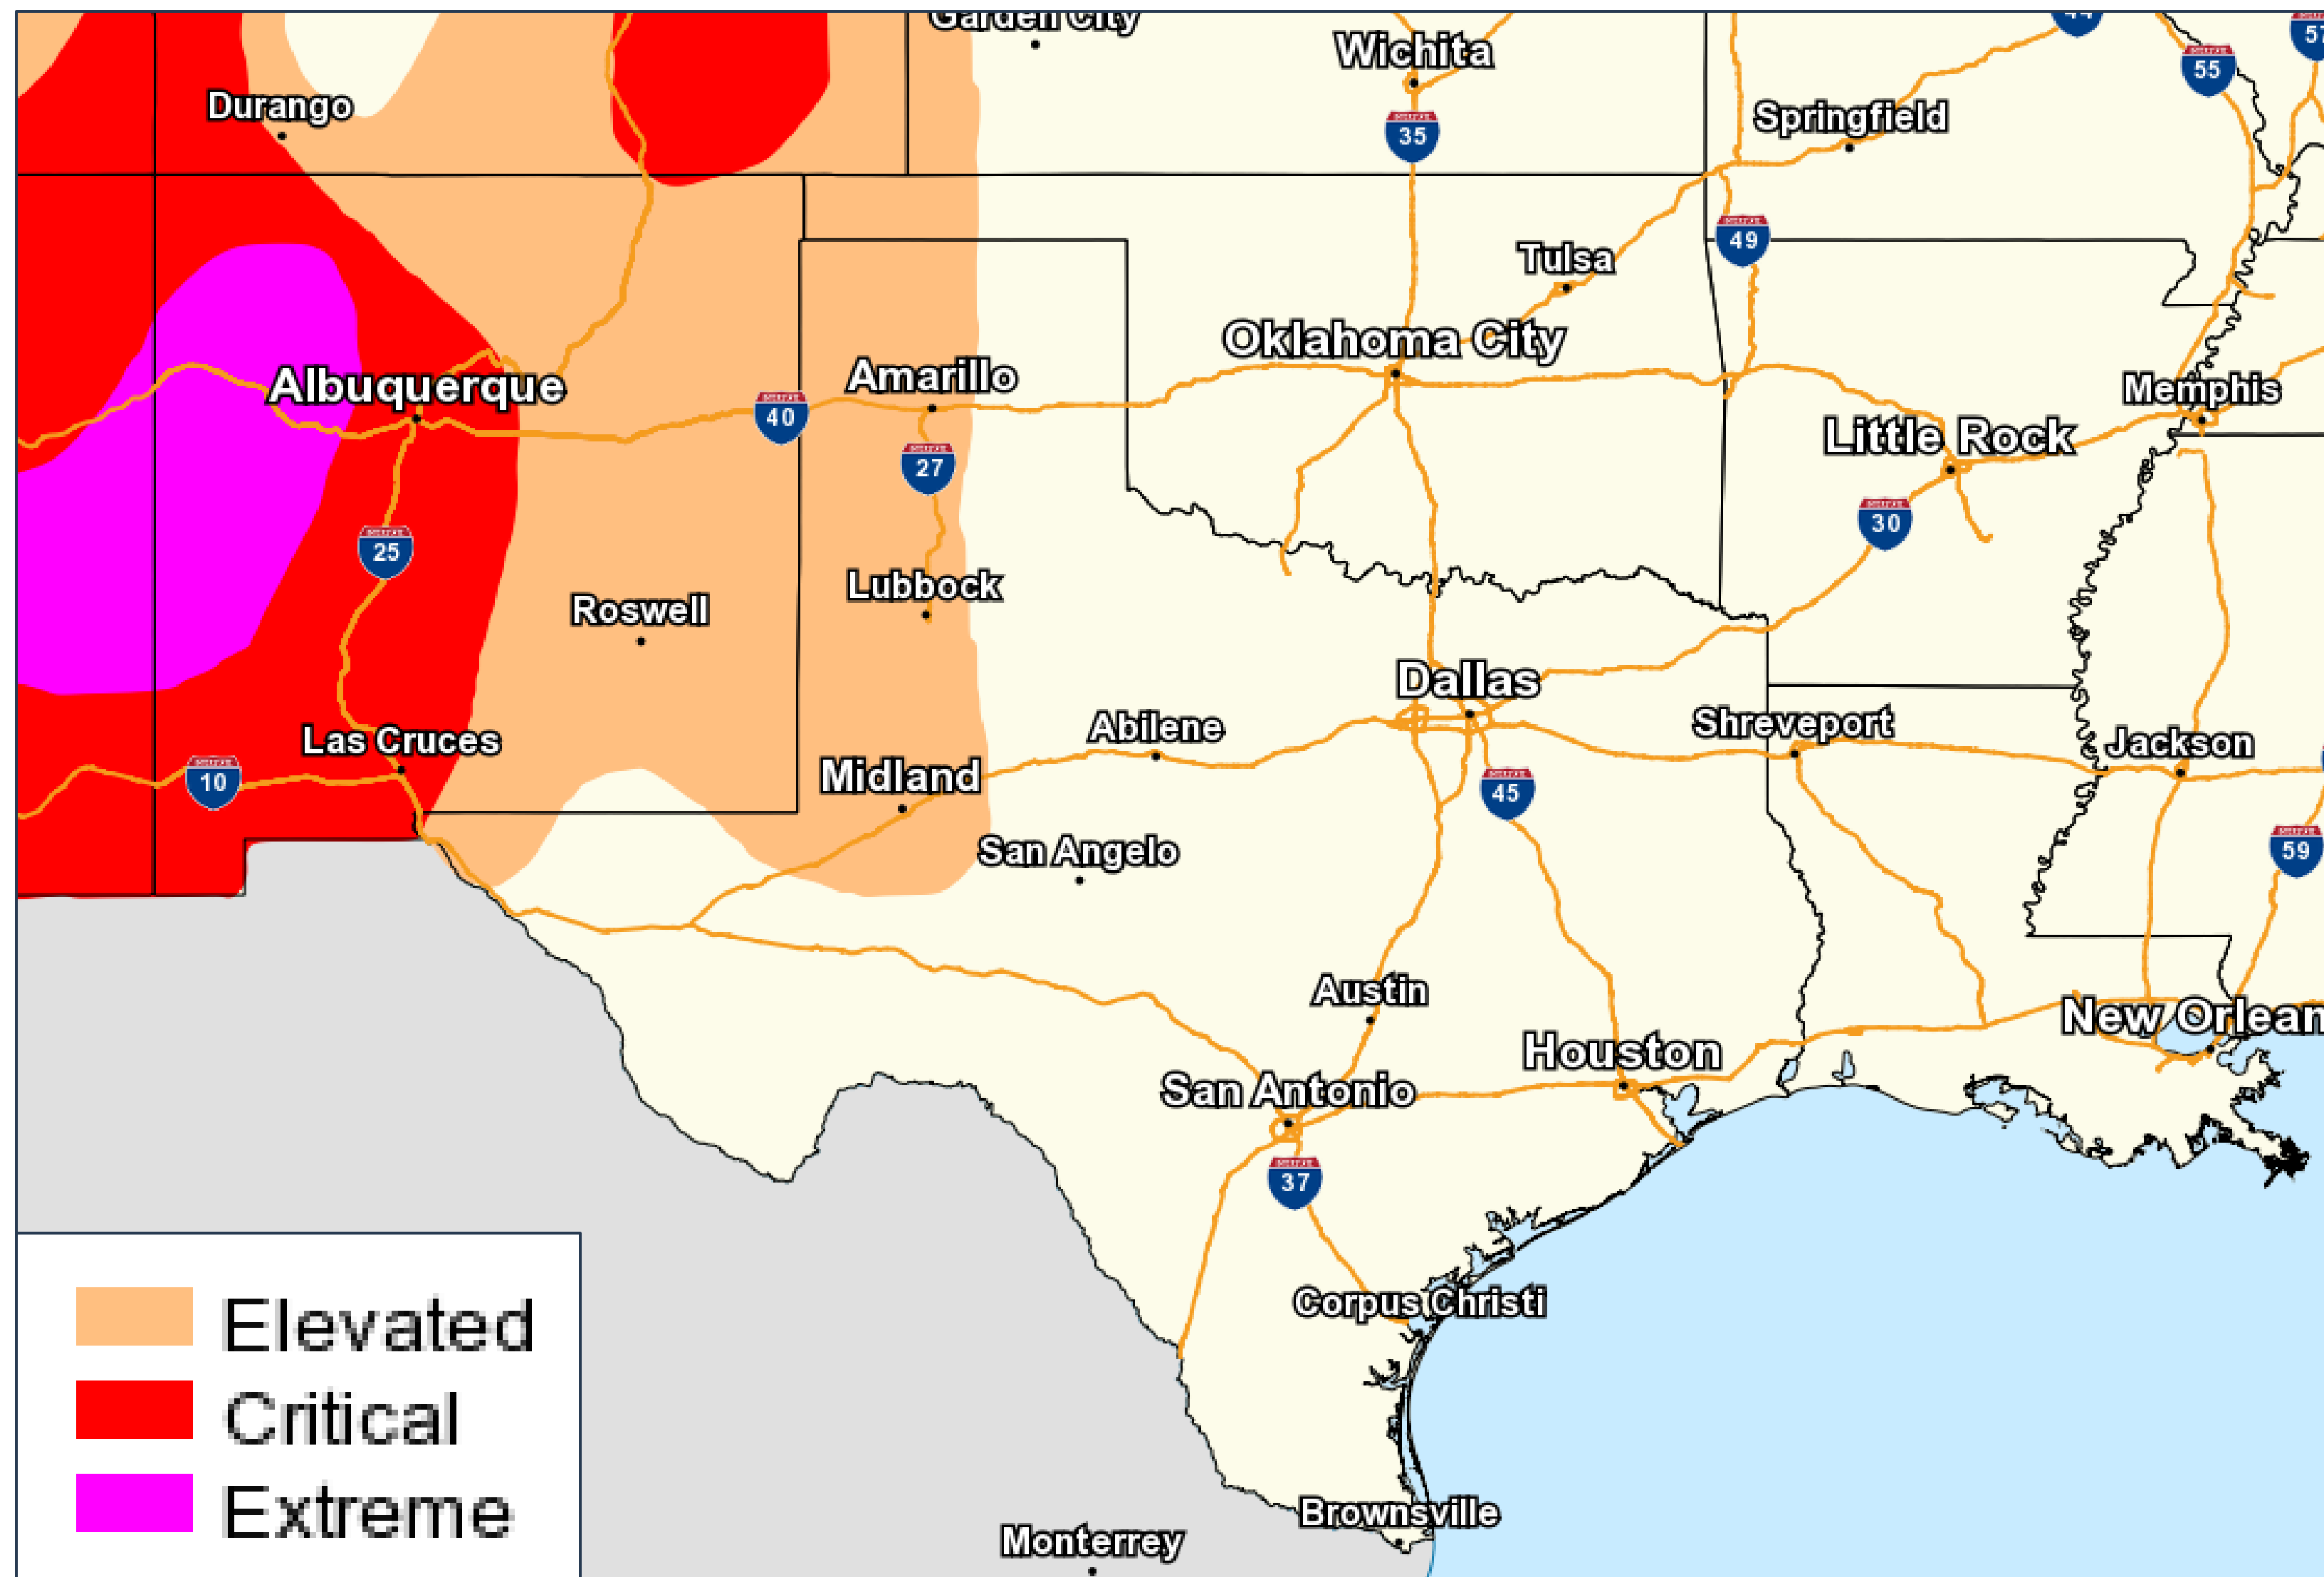 Garden City
44
57
Wichita
55
Durango
Springfield
35
49
Tulsa
Oklahoma City
Albuquerque
Amarillo
Memphis
40
Little Rock
27
30
25
Lubbock
Roswell
Dallas
Las Cruces
Abilene
Shreveport
Jackson
10
Midland
45
San Angelo
59
Austin
New Orlean
Houston
San Antonio
37
Corpus Christi
Elevated
Critical
Extreme
Brownsville
Monterrey